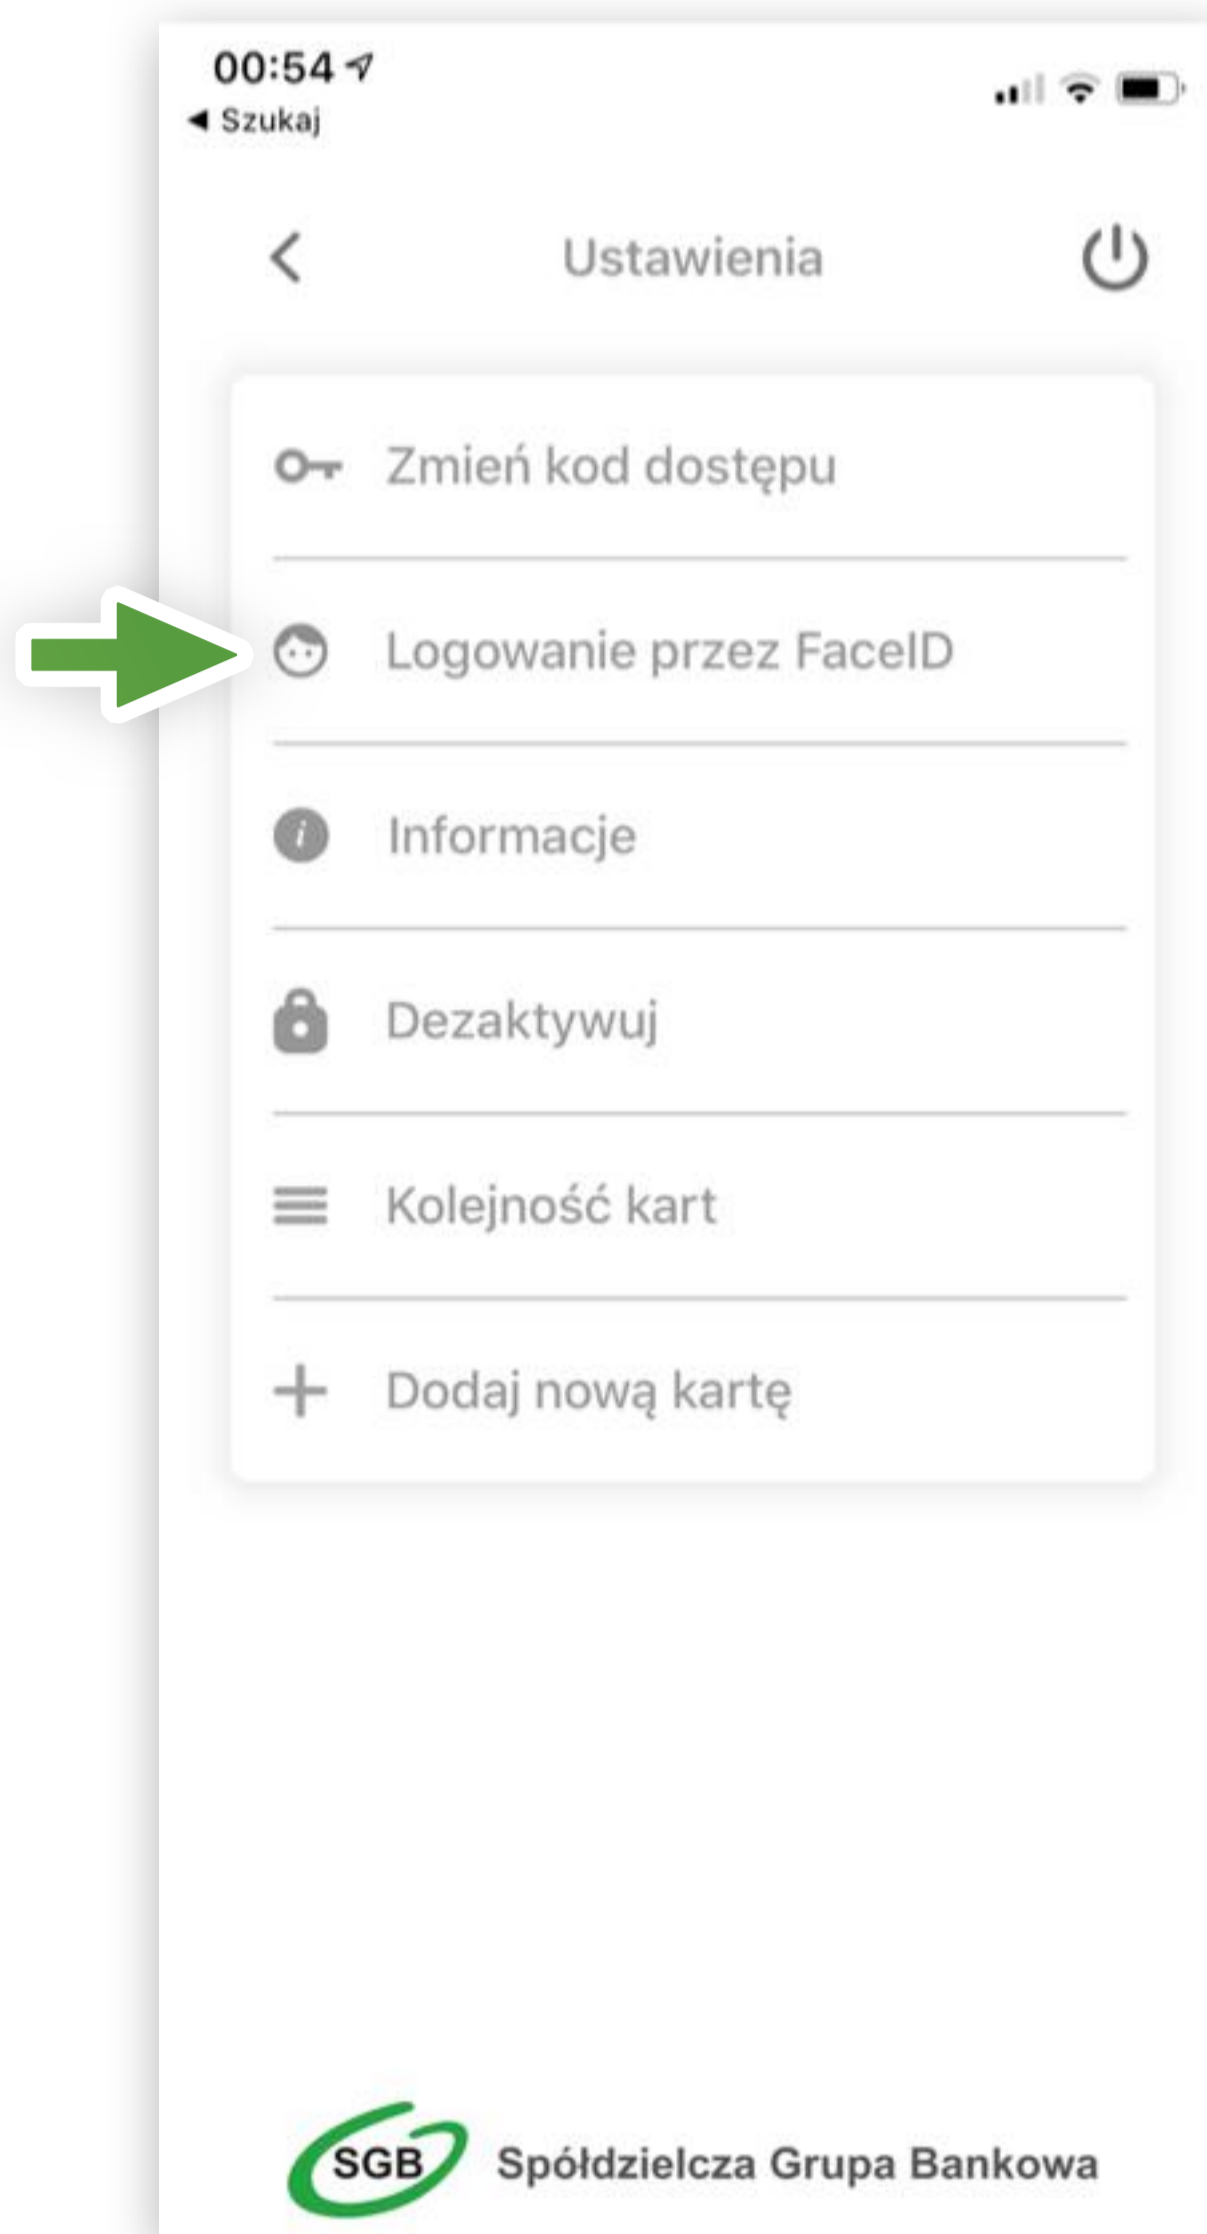 00:54
◀ Szukaj
Ustawienia
Zmień kod dostępu
Logowanie przez FaceID
Informacje
Dezaktywuj
Kolejność kart
Dodaj nową kartę
SGB Spółdzielcza Grupa Bankowa